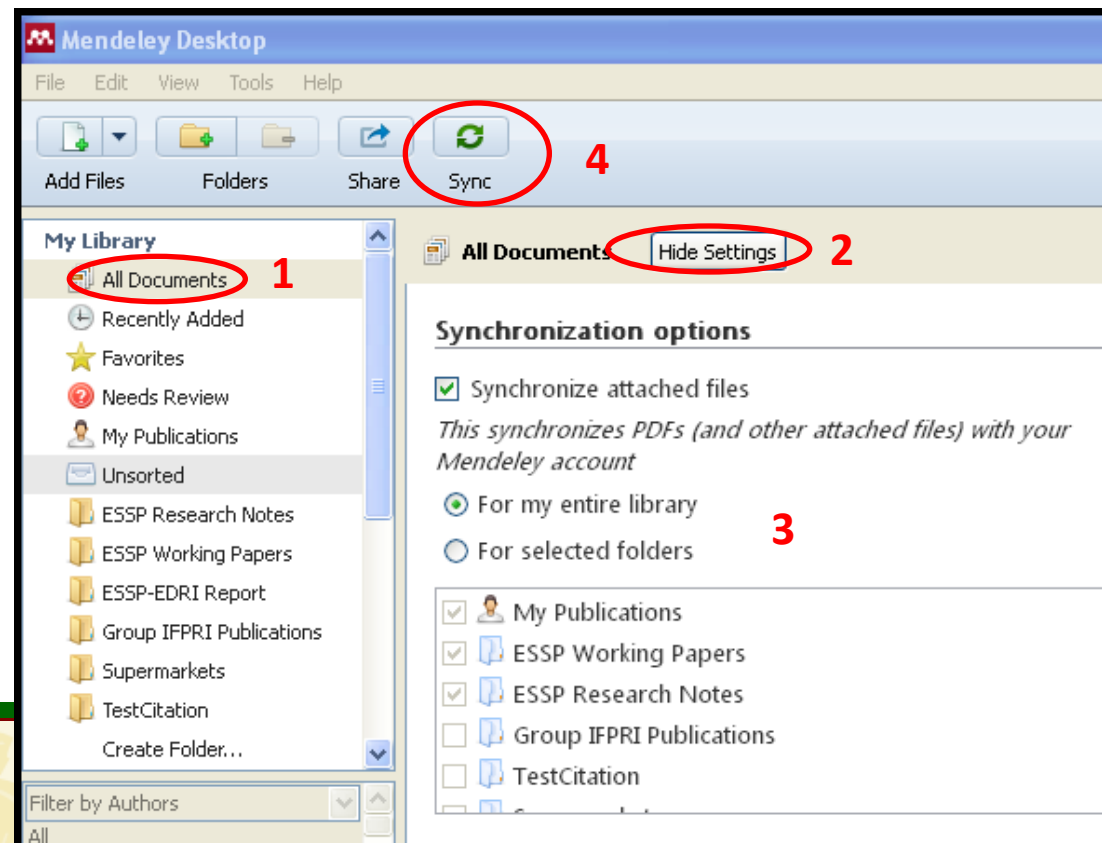 Mendeley Desktop
File Edit View Tools Help
4
Add Files Folders Share Sync
My Library
All Documents 1
Recently Added
Favorites
Needs Review
My Publications
Unsorted
ESSP Research Notes
ESSP Working Papers
ESSP-EDRI Report
Group IFPRI Publications
Supermarkets
TestCitation
Create Folder...
Filter by Authors
All
All Documents Hide Settings 2
Synchronization options
Synchronize attached files
This synchronizes PDFs (and other attached files) with your
Mendeley account
For my entire library
3
For selected folders
My Publications
ESSP Working Papers
ESSP Research Notes
Group IFPRI Publications
TestCitation